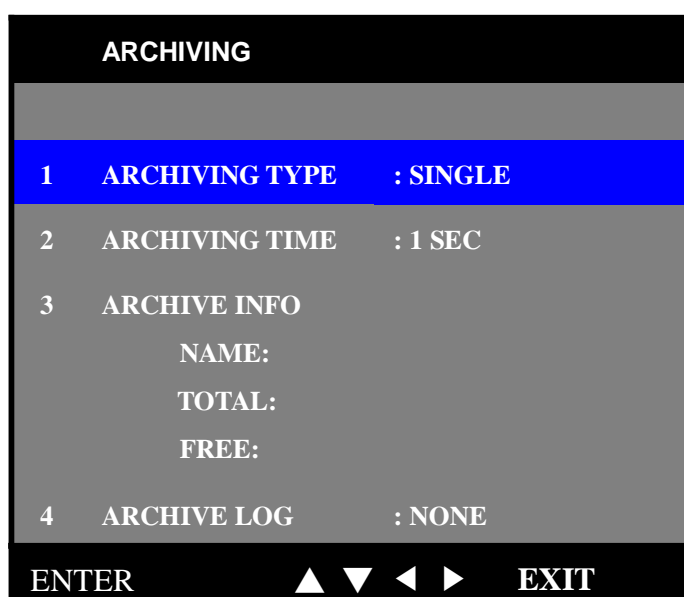 ARCHIVING
1 ARCHIVING TYPE : SINGLE
2 ARCHIVING TIME : 1 SEC
3 ARCHIVE INFO
NAME:
TOTAL:
FREE:
4 ARCHIVE LOG : NONE
ENTER ▲ ▼ ◀ ▶ EXIT